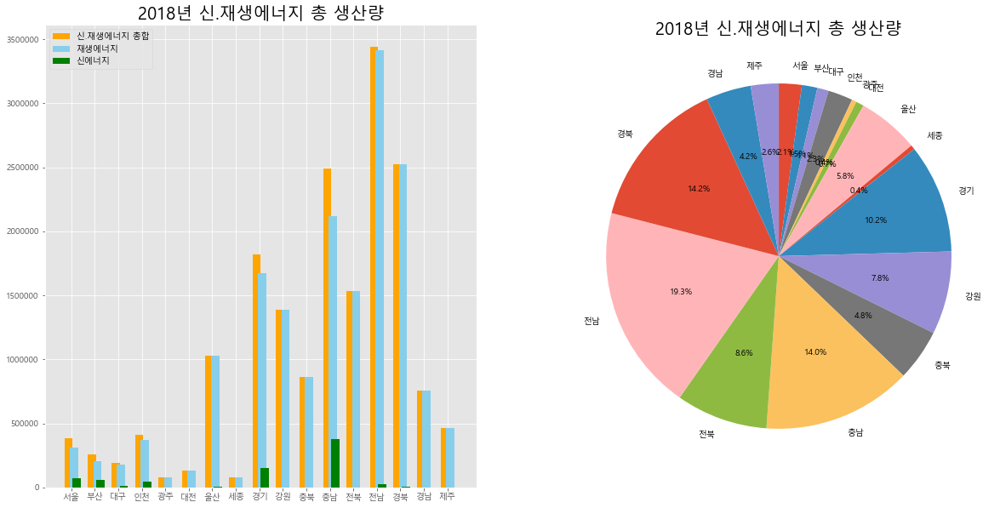 2018년 신.재생에너지 총 생산량
신.재생에너지 총합
재생에너지
신에너지
3500000
3000000
2500000
2000000
1500000
1000000
500000
0
서울 부산 대구 인천 광주 대전 울산 세종 경기 강원 충북 충남 전북 전남 경북 경남 제주
2018년 신.재생에너지 총 생산량
서울
부산
대구
인천
광주
대전
울산
세종
경기
강원
충북
충남
전북
전남
경북
경남
제주
2.1%
5.8%
0.4%
10.2%
7.8%
4.8%
14.0%
8.6%
19.3%
14.2%
4.2%
2.6%